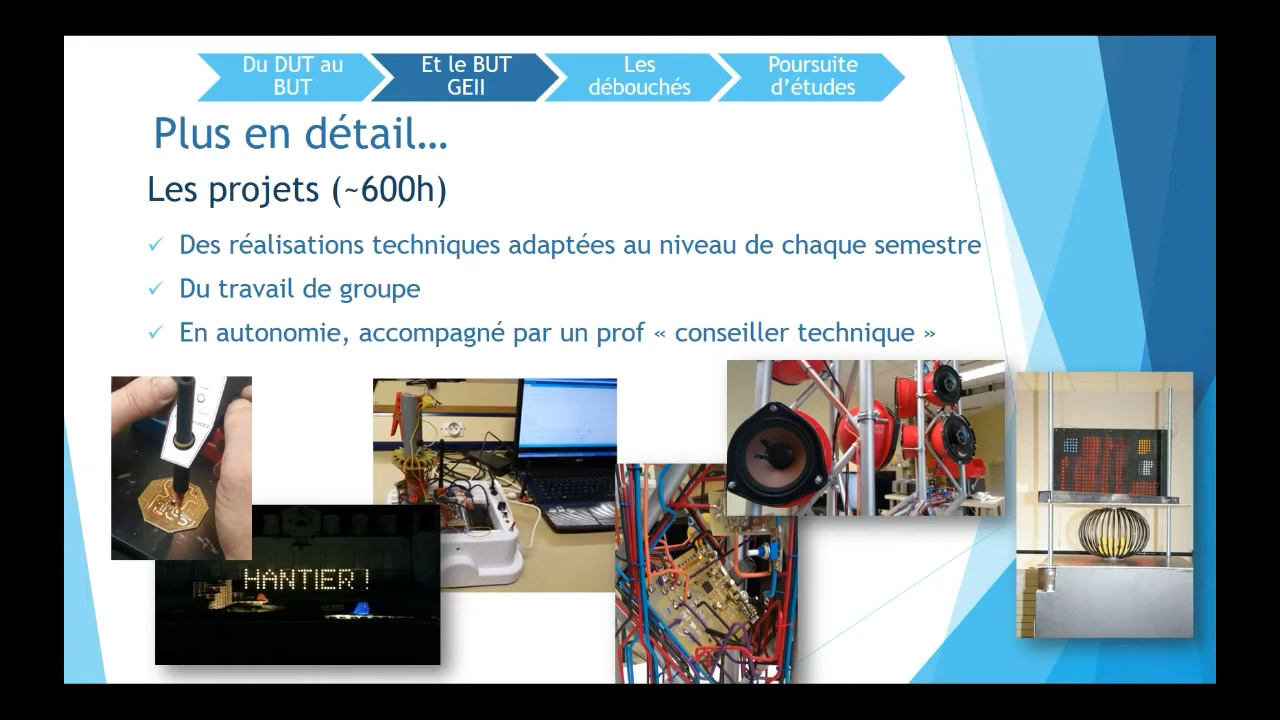 Du DUT au
BUT
Et le BUT
GEII
Les
débouchés
Poursuite
d'études
Plus en détail…
Les projets (~600h)
✓ Des réalisations techniques adaptées au niveau de chaque semestre
✓ Du travail de groupe
✓ En autonomie, accompagné par un prof « conseiller technique »
HANTIER !